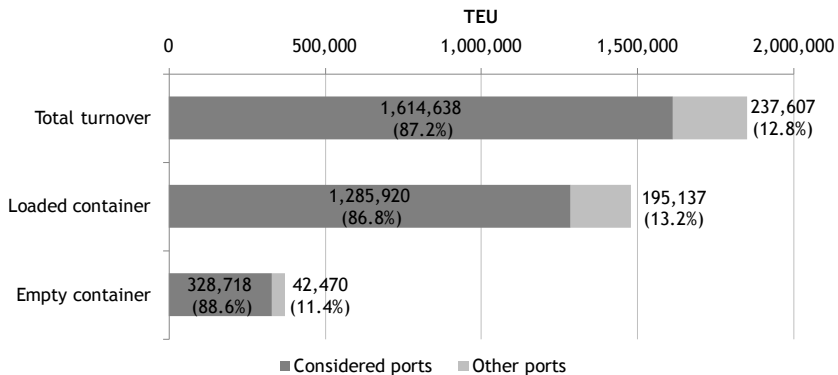 TEU
0
500,000
1,000,000
1,500,000
2,000,000
Total turnover
1,614,638
(87.2%)
237,607
(12.8%)
Loaded container
1,285,920
(86.8%)
195,137
(13.2%)
Empty container
328,718
(88.6%)
42,470
(11.4%)
Considered ports
Other ports